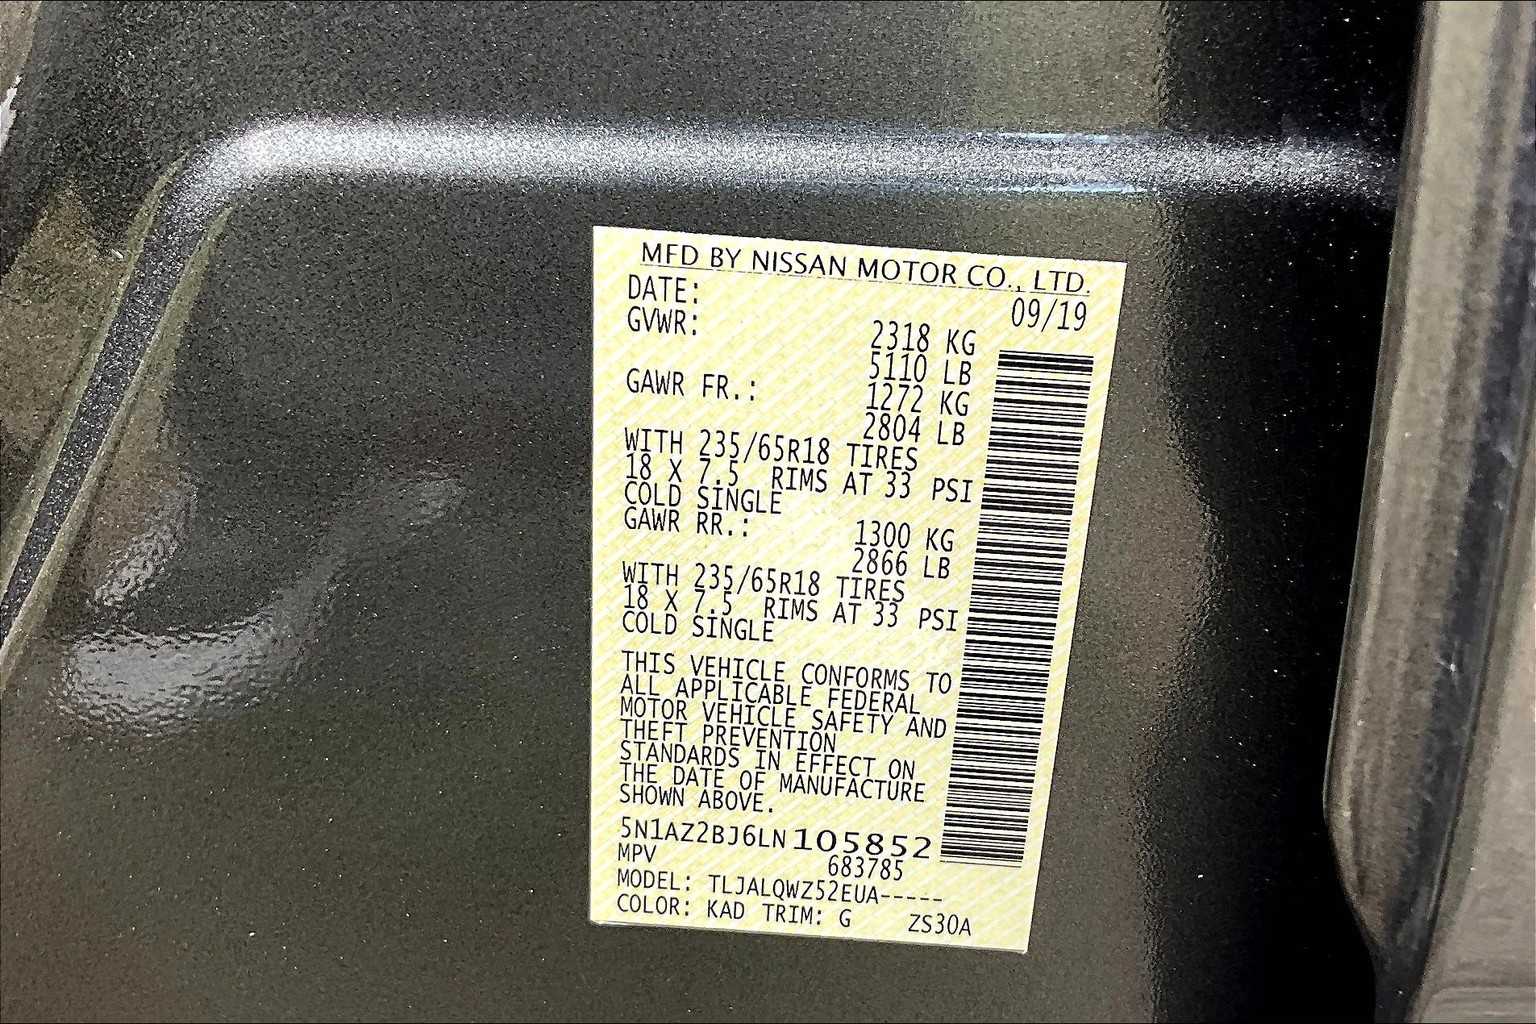 MFD BY NISSAN MOTOR CO., LTD.
DATE: 09/19
GVWR: 2318 KG
5110 LB
GAWR FR.: 1272 KG
2804 LB
WITH 235/65R18 TIRES
18 X 7.5 RIMS AT 33 PSI
COLD SINGLE
GAWR RR.: 1300 KG
2866 LB
WITH 235/65R18 TIRES
18 X 7.5 RIMS AT 33 PSI
COLD SINGLE
THIS VEHICLE CONFORMS TO
ALL APPLICABLE FEDERAL
MOTOR VEHICLE SAFETY AND
THEFT PREVENTION
STANDARDS IN EFFECT ON
THE DATE OF MANUFACTURE
SHOWN ABOVE.
5N1AZ2BJ6LN105852
MPV 683785
MODEL: TLJALQWZ52EUA-----
COLOR: KAD TRIM: G ZS30A